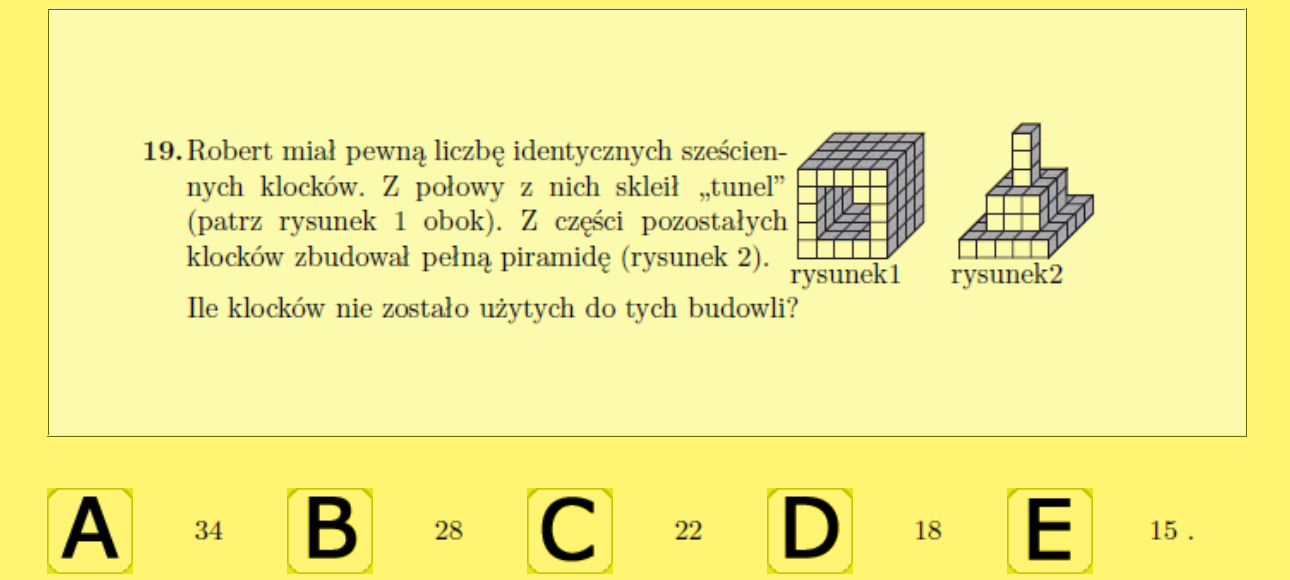 19. Robert miał pewną liczbę identycznych sześcien-
nych klocków. Z połowy z nich skleił „tunel”
(patrz rysunek 1 obok). Z części pozostałych
klocków zbudował pełną piramidę (rysunek 2).
rysunek1 rysunek2
Ile klocków nie zostało użytych do tych budowli?
A 34 B 28 C 22 D 18 E 15 .